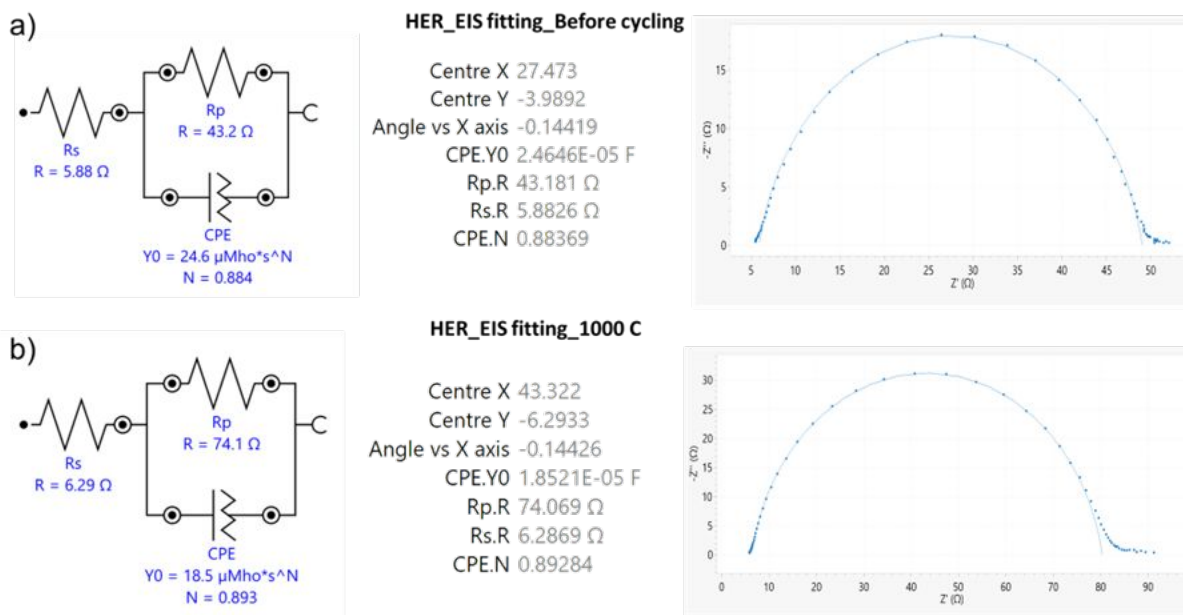 a)
HER_EIS fitting_Before cycling
Rs
R = 5.88 Ω
Rp
R = 43.2 Ω
CPE
Y0 = 24.6 µMho*s^N
N = 0.884
Centre X 27.473
Centre Y -3.9892
Angle vs X axis -0.14419
CPE.Y0 2.4646E-05 F
Rp.R 43.181 Ω
Rs.R 5.8826 Ω
CPE.N 0.88369
-Z'' (Ω)
15
10
5
0
5 10 15 20 25 30 35 40 45 50
Z' (Ω)
b)
HER_EIS fitting_1000 C
Rs
R = 6.29 Ω
Rp
R = 74.1 Ω
CPE
Y0 = 18.5 µMho*s^N
N = 0.893
Centre X 43.322
Centre Y -6.2933
Angle vs X axis -0.14426
CPE.Y0 1.8521E-05 F
Rp.R 74.069 Ω
Rs.R 6.2869 Ω
CPE.N 0.89284
-Z'' (Ω)
30
25
20
15
10
5
0
0 10 20 30 40 50 60 70 80 90
Z' (Ω)